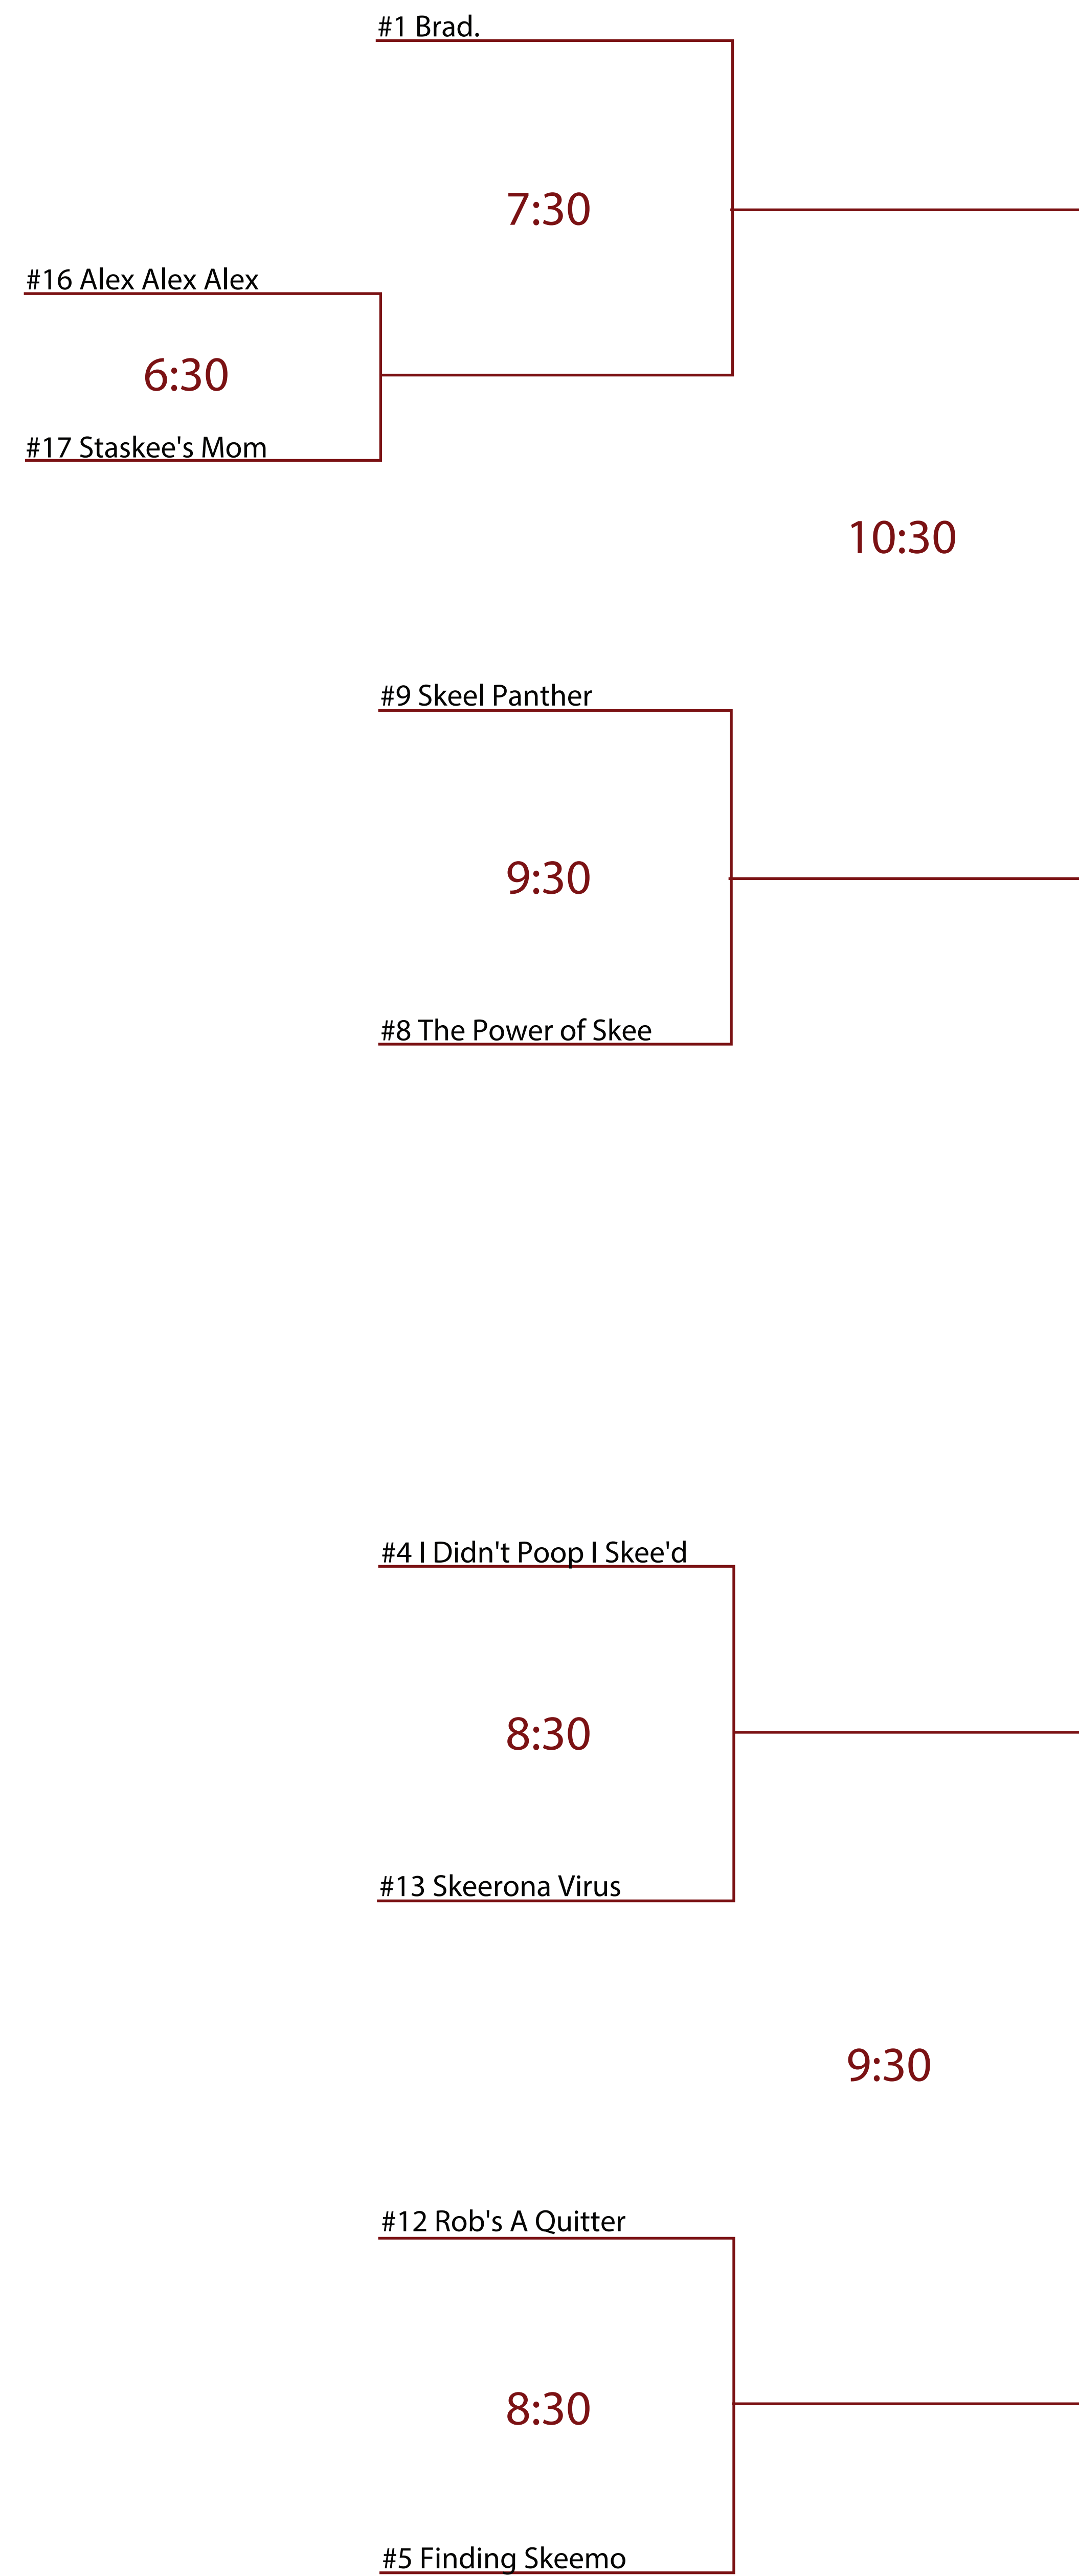 #1 Brad.
7:30
#16 Alex Alex Alex
6:30
#17 Staskee's Mom
10:30
#9 Skeel Panther
9:30
#8 The Power of Skee
#4 I Didn't Poop I Skee'd
8:30
#13 Skeerona Virus
9:30
#12 Rob's A Quitter
8:30
#5 Finding Skeemo